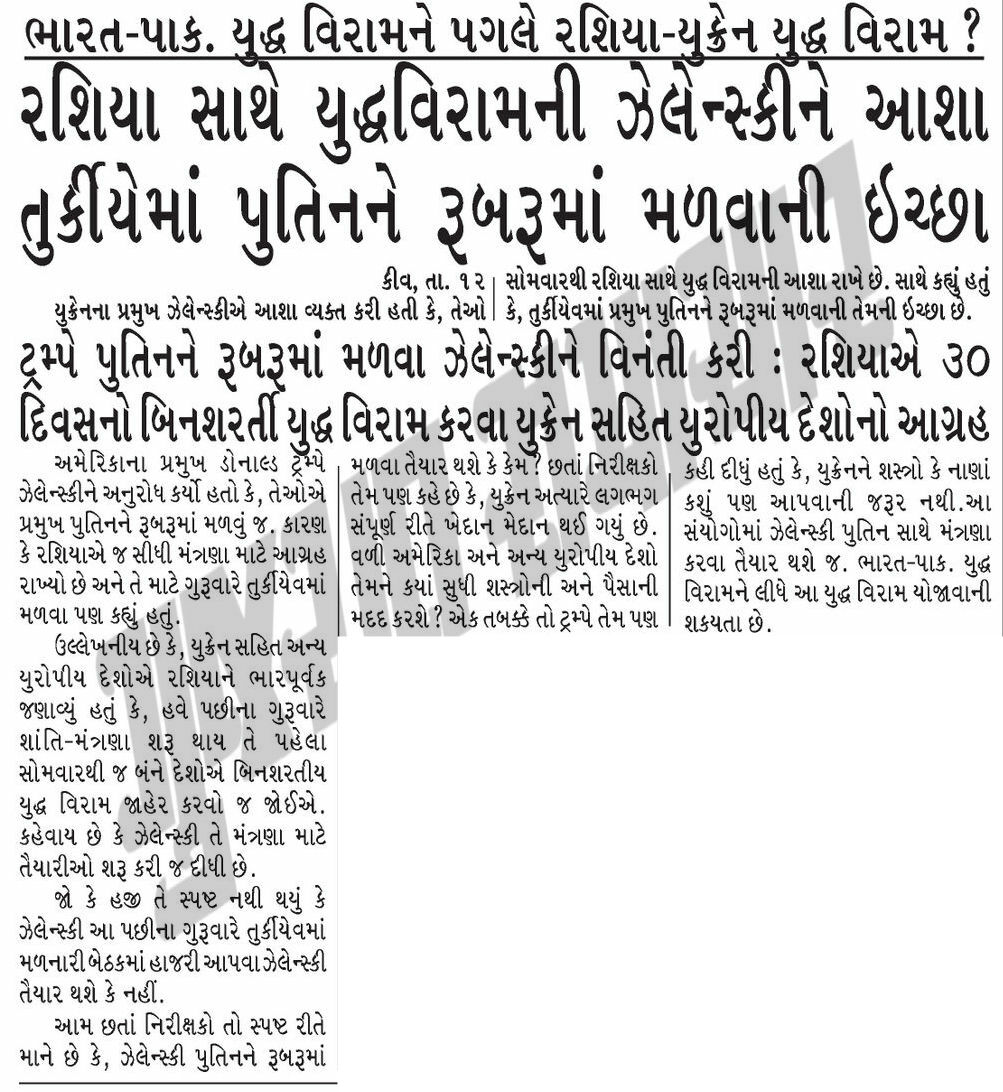 ભારત-પાક. યુદ્ધ વિરામને પગલે રશિયા-યુક્રેન યુદ્ધ વિરામ ?
રશિયા સાથે યુદ્ધવિરામની ઝેલેન્સ્કીને આશા
તુર્કીયેમાં પુતિનને રૂબરૂમાં મળવાની ઇચ્છા
કીવ, તા. ૧૨
યુક્રેનના પ્રમુખ ઝેલેન્સ્કીએ આશા વ્યક્ત કરી હતી કે, તેઓ
સોમવારથી રશિયા સાથે યુદ્ધ વિરામની આશા રાખે છે. સાથે કહ્યું હતું
કે, તુર્કીયેવમાં પ્રમુખ પુતિનને રૂબરૂમાં મળવાની તેમની ઇચ્છા છે.
ટ્રમ્પે પુતિનને રૂબરૂમાં મળવા ઝેલેન્સ્કીને વિનંતી કરી : રશિયાએ ૩૦
દિવસનો બિનશરર્તી યુદ્ધ વિરામ કરવા યુક્રેન સહિત યુરોપીય દેશોનો આગ્રહ
અમેરિકાના પ્રમુખ ડોનાલ્ડ ટ્રમ્પે
ઝેલેન્સ્કીને અનુરોધ કર્યો હતો કે, તેઓએ
પ્રમુખ પુતિનને રૂબરૂમાં મળવું જ. કારણ
કે રશિયાએ જ સીધી મંત્રણા માટે આગ્રહ
રાખ્યો છે અને તે માટે ગુરૂવારે તુર્કીયેવમાં
મળવા પણ કહ્યું હતું.
ઉલ્લેખનીય છે કે, યુક્રેન સહિત અન્ય
યુરોપીય દેશોએ રશિયાને ભારપૂર્વક
જણાવ્યું હતું કે, હવે પછીના ગુરૂવારે
શાંતિ-મંત્રણા શરૂ થાય તે પહેલા
સોમવારથી જ બંને દેશોએ બિનશરતીય
યુદ્ધ વિરામ જાહેર કરવો જ જોઈએ.
કહેવાય છે કે ઝેલેન્સ્કી તે મંત્રણા માટે
તૈયારીઓ શરૂ કરી જ દીધી છે.
જો કે હજી તે સ્પષ્ટ નથી થયું કે
ઝેલેન્સ્કી આ પછીના ગુરૂવારે તુર્કીયેવમાં
મળનારી બેઠકમાં હાજરી આપવા ઝેલેન્સ્કી
તૈયાર થશે કે નહીં.
આમ છતાં નિરીક્ષકો તો સ્પષ્ટ રીતે
માને છે કે, ઝેલેન્સ્કી પુતિનને રૂબરૂમાં
મળવા તૈયાર થશે કે કેમ ? છતાં નિરીક્ષકો
તેમ પણ કહે છે કે, યુક્રેન અત્યારે લગભગ
સંપૂર્ણ રીતે ખેદાન મેદાન થઈ ગયું છે.
વળી અમેરિકા અને અન્ય યુરોપીય દેશો
તેમને કયાં સુધી શસ્ત્રોની અને પૈસાની
મદદ કરશે ? એક તબક્કે તો ટ્રમ્પે તેમ પણ
કહી દીધું હતું કે, યુક્રેનને શસ્ત્રો કે નાણાં
કશું પણ આપવાની જરૂર નથી.આ
સંયોગોમાં ઝેલેન્સ્કી પુતિન સાથે મંત્રણા
કરવા તૈયાર થશે જ. ભારત-પાક. યુદ્ધ
વિરામને લીધે આ યુદ્ધ વિરામ યોજાવાની
શકયતા છે.
ગુજરાત સમાચાર